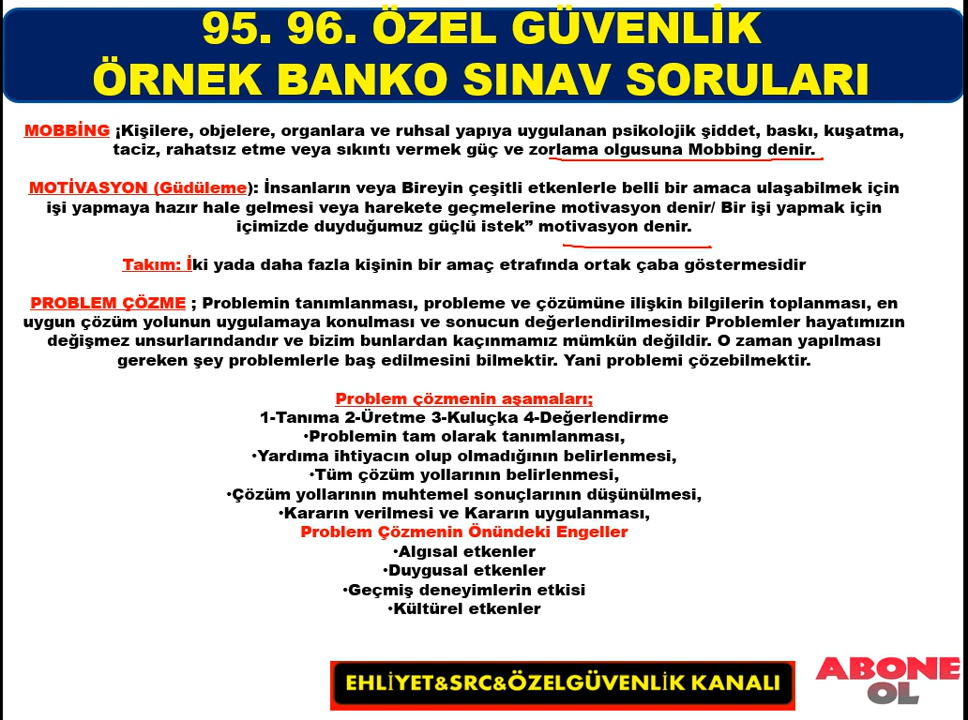 95. 96. ÖZEL GÜVENLİK
ÖRNEK BANKO SINAV SORULARI
MOBBİNG ¡Kişilere, objelere, organlara ve ruhsal yapıya uygulanan psikolojik şiddet, baskı, kuşatma,
taciz, rahatsız etme veya sıkıntı vermek güç ve zorlama olgusuna Mobbing denir.
MOTİVASYON (Güdüleme): İnsanların veya Bireyin çeşitli etkenlerle belli bir amaca ulaşabilmek için
işi yapmaya hazır hale gelmesi veya harekete geçmelerine motivasyon denir/ Bir işi yapmak için
içimizde duyduğumuz güçlü istek” motivasyon denir.
Takım: İki yada daha fazla kişinin bir amaç etrafında ortak çaba göstermesidir
PROBLEM ÇÖZME ; Problemin tanımlanması, probleme ve çözümüne ilişkin bilgilerin toplanması, en
uygun çözüm yolunun uygulamaya konulması ve sonucun değerlendirilmesidir Problemler hayatımızın
değişmez unsurlarındandır ve bizim bunlardan kaçınmamız mümkün değildir. O zaman yapılması
gereken şey problemlerle baş edilmesini bilmektir. Yani problemi çözebilmektir.
Problem çözmenin aşamaları;
1-Tanıma 2-Üretme 3-Kuluçka 4-Değerlendirme
•Problemin tam olarak tanımlanması,
•Yardıma ihtiyacın olup olmadığının belirlenmesi,
•Tüm çözüm yollarının belirlenmesi,
•Çözüm yollarının muhtemel sonuçlarının düşünülmesi,
•Kararın verilmesi ve Kararın uygulanması,
Problem Çözmenin Önündeki Engeller
•Algısal etkenler
•Duygusal etkenler
•Geçmiş deneyimlerin etkisi
•Kültürel etkenler
EHLİYET&SRC&ÖZELGÜVENLİK KANALI
ABONE
OL